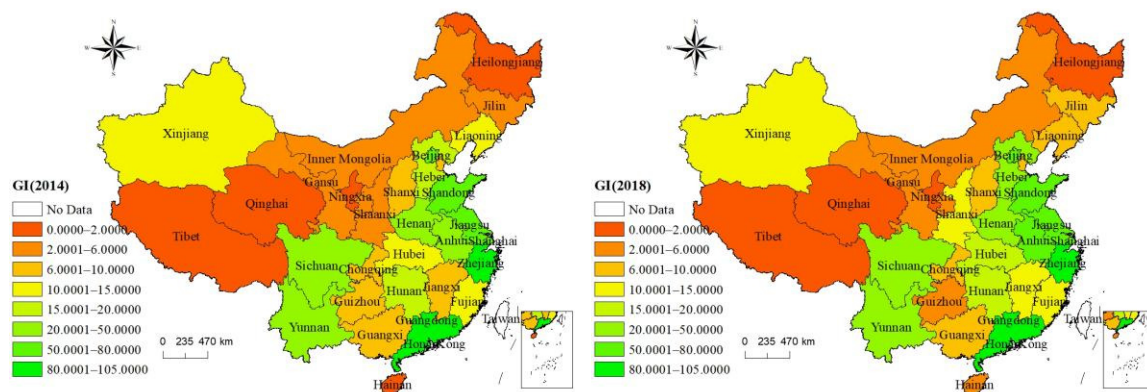 N
W E
S
Heilongjiang
Jilin
Liaoning
Xinjiang
Inner Mongolia
Beijing
Hebei
Gansu
Ningxia
Shanxi
Shandong
Qinghai
Shaanxi
Henan
Jiangsu
Tibet
Anhui
Shanghai
Hubei
Sichuan
Chongqing
Zhejiang
Hunan
Jiangxi
Guizhou
Fujian
Yunnan
Guangdong
Taiwan
Guangxi
HongKong
Hainan
GI(2014)
No Data
0.0000–2.0000
2.0001–6.0000
6.0001–10.0000
10.0001–15.0000
15.0001–20.0000
20.0001–50.0000
50.0001–80.0000
80.0001–105.0000
0 235 470 km
N
W E
S
Heilongjiang
Jilin
Liaoning
Xinjiang
Inner Mongolia
Beijing
Hebei
Gansu
Ningxia
Shanxi
Shandong
Qinghai
Shaanxi
Henan
Jiangsu
Tibet
Anhui
Shanghai
Hubei
Sichuan
Chongqing
Zhejiang
Hunan
Jiangxi
Guizhou
Fujian
Yunnan
Guangdong
Taiwan
Guangxi
HongKong
Hainan
GI(2018)
No Data
0.0000–2.0000
2.0001–6.0000
6.0001–10.0000
10.0001–15.0000
15.0001–20.0000
20.0001–50.0000
50.0001–80.0000
80.0001–105.0000
0 235 470 km